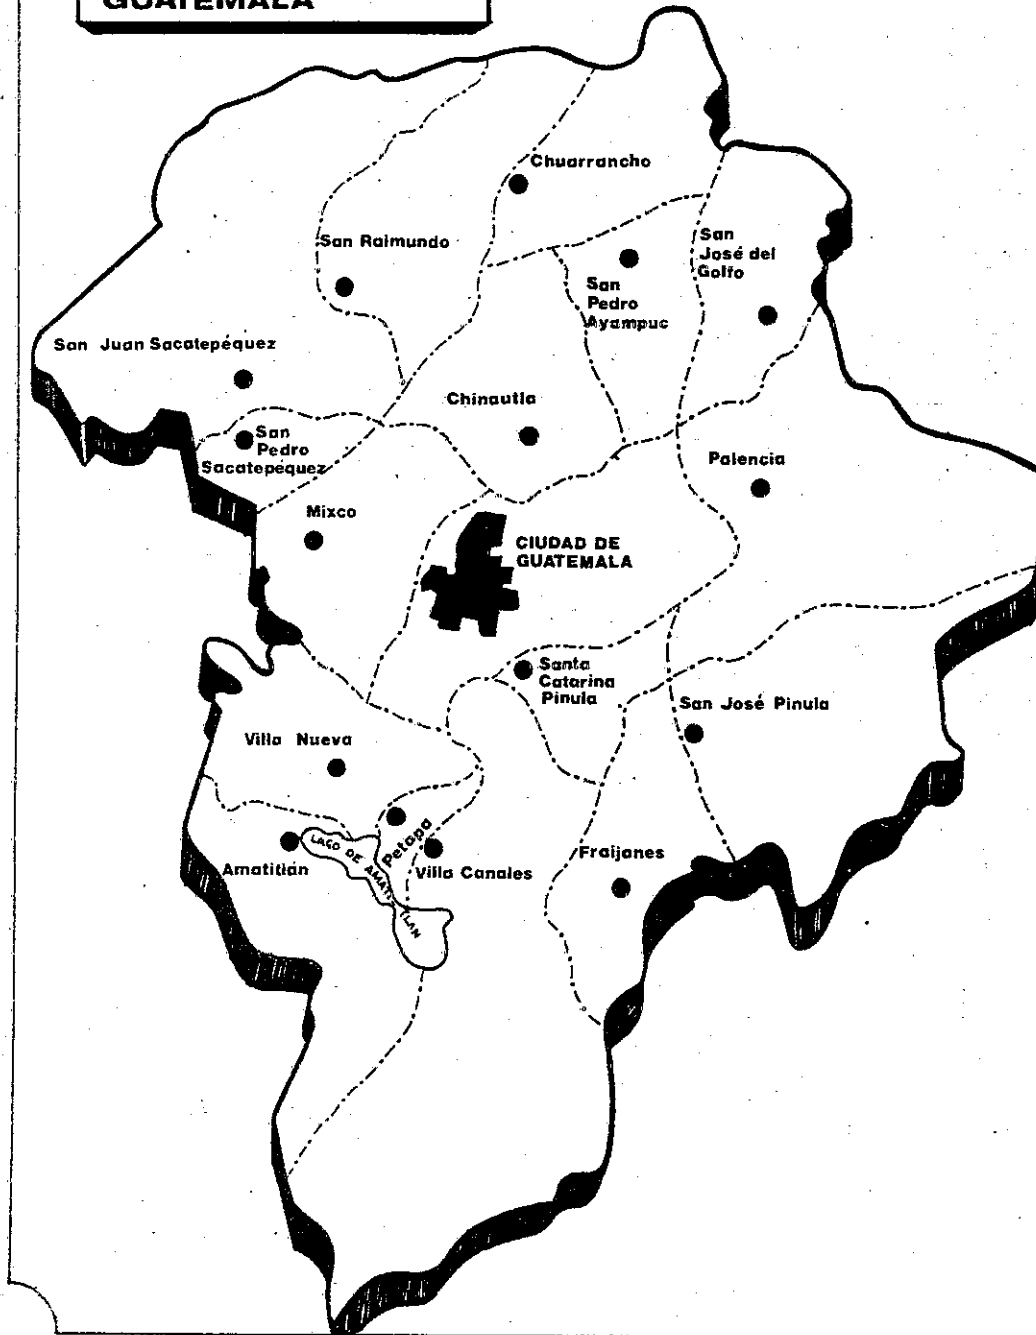 GUATEMALA
Chuarrancho
San Raimundo
San
José del
Golfo
San
Pedro
Ayampuc
San Juan Sacatepéquez
Chinautla
San
Pedro
Sacatepéquez
Palencia
Mixco
CIUDAD DE
GUATEMALA
Santa
Catarina
Pinula
San José Pinula
Villa Nueva
Petapa
LAGO DE AMATITLAN
Amatitlán
Villa Canales
Fraijanes